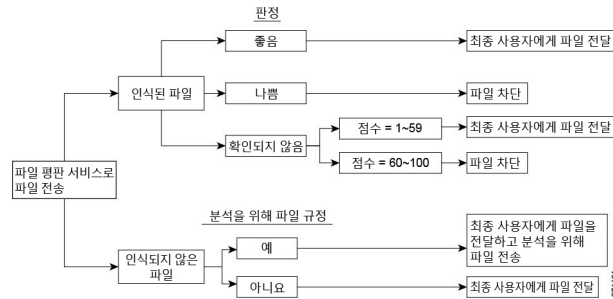 판정
좋음
최종 사용자에게 파일 전달
인식된 파일
나쁨
파일 차단
확인되지 않음
점수 = 1~59
최종 사용자에게 파일 전달
점수 = 60~100
파일 차단
파일 평판 서비스로
파일 전송
분석을 위해 파일 규정
인식되지 않은
파일
예
최종 사용자에게 파일을
전달하고 분석을 위해
파일 전송
아니요
최종 사용자에게 파일 전달